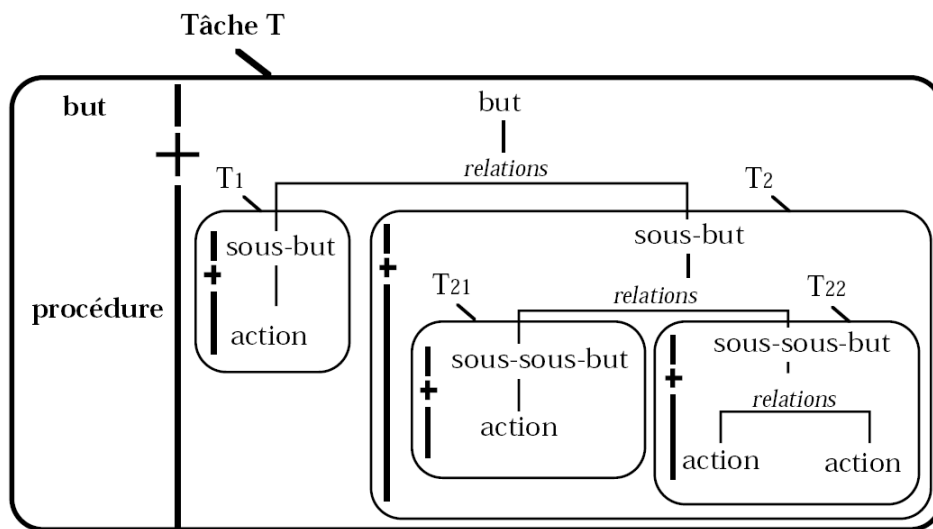 Tâche T
but
but
relations
T1
T2
sous-but
sous-but
procédure
action
relations
T21
T22
sous-sous-but
sous-sous-but
action
relations
action
action